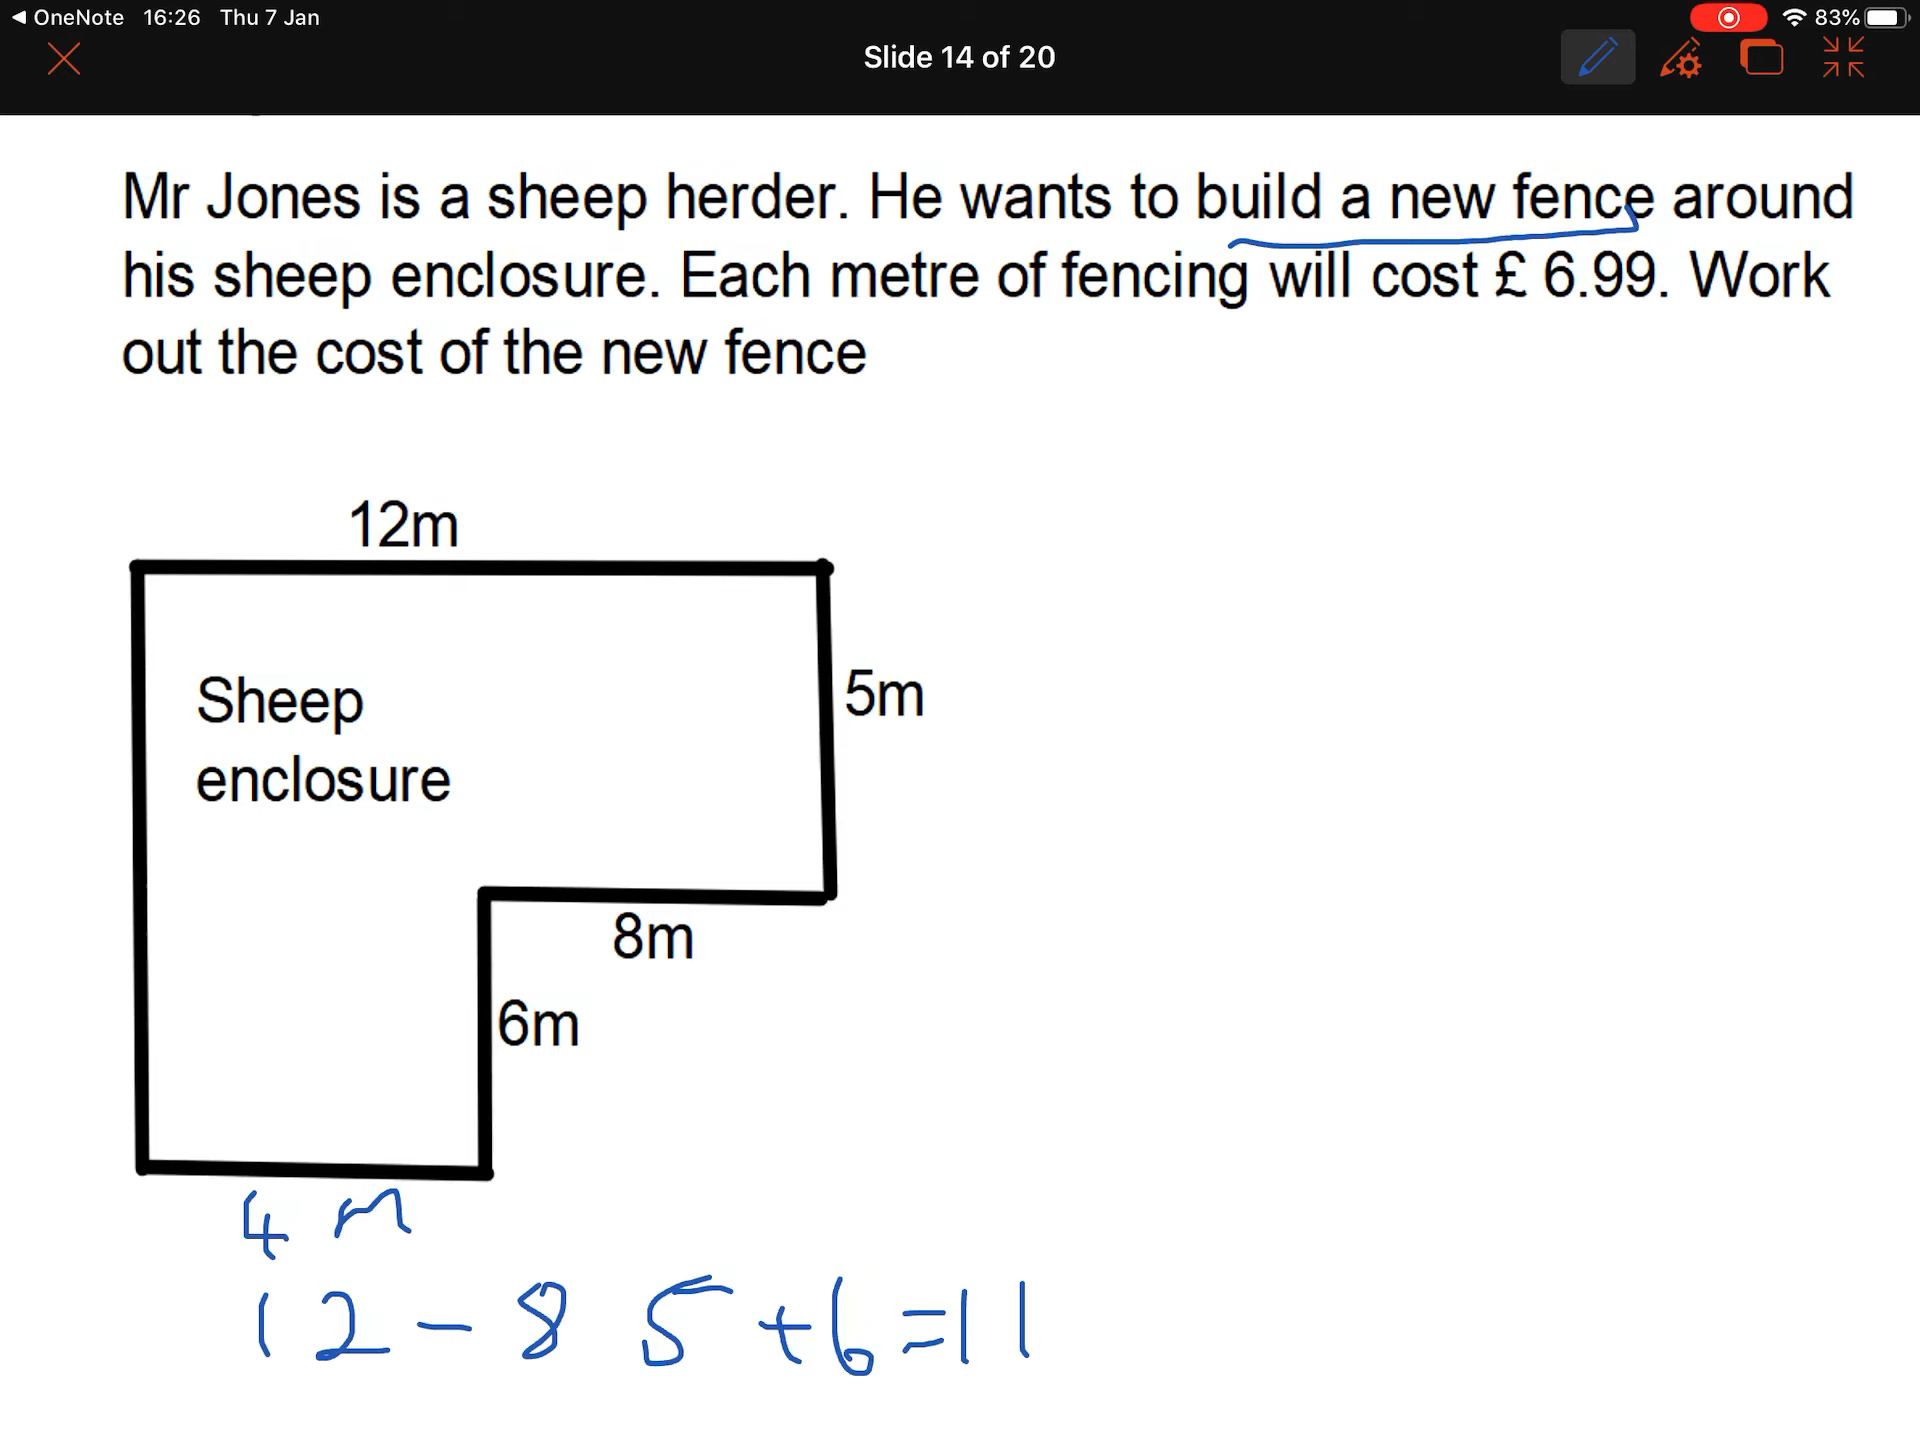 OneNote 16:26 Thu 7 Jan 83%
Slide 14 of 20
Mr Jones is a sheep herder. He wants to build a new fence around
his sheep enclosure. Each metre of fencing will cost £ 6.99. Work
out the cost of the new fence
12m
Sheep
enclosure
5m
8m
6m
4 m
12 - 8 5 + 6 = 11